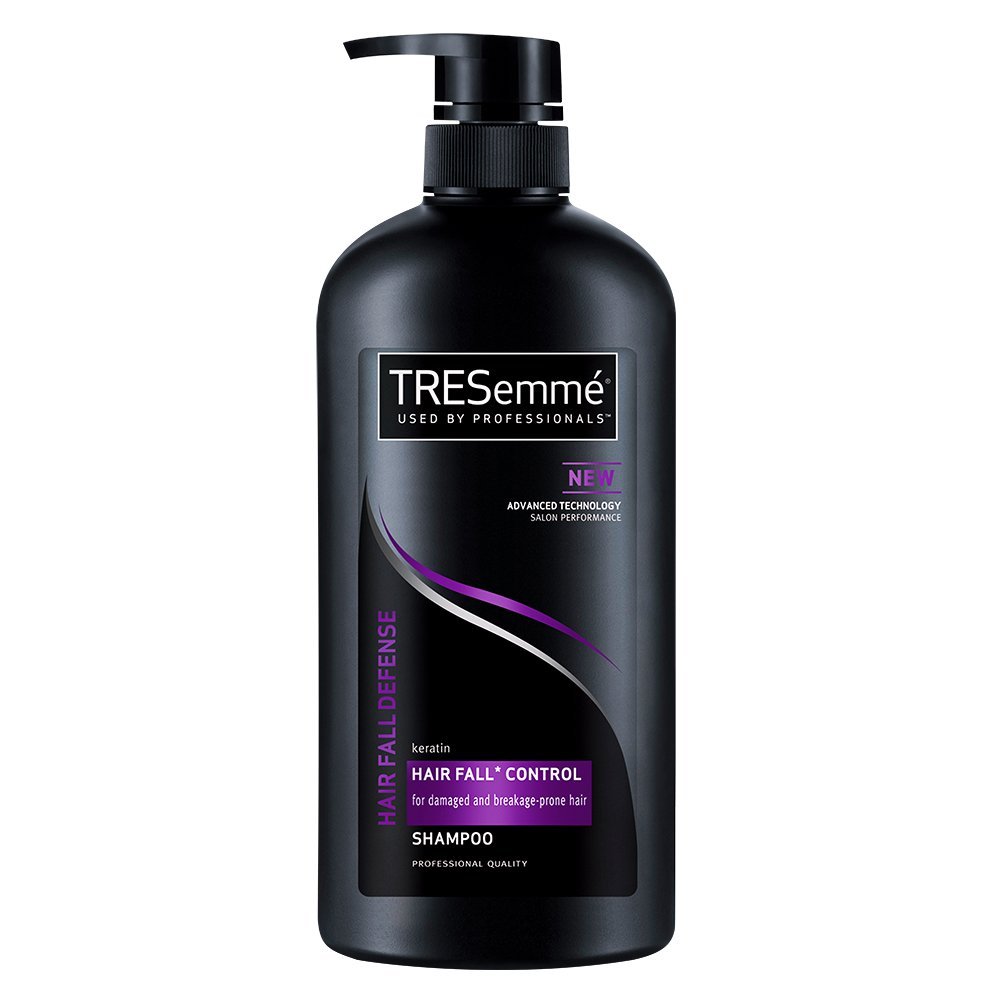 TRESemmé®
USED BY PROFESSIONALS™
NEW
ADVANCED TECHNOLOGY
SALON PERFORMANCE
HAIR FALL DEFENSE
keratin
HAIR FALL* CONTROL
for damaged and breakage-prone hair
SHAMPOO
PROFESSIONAL QUALITY